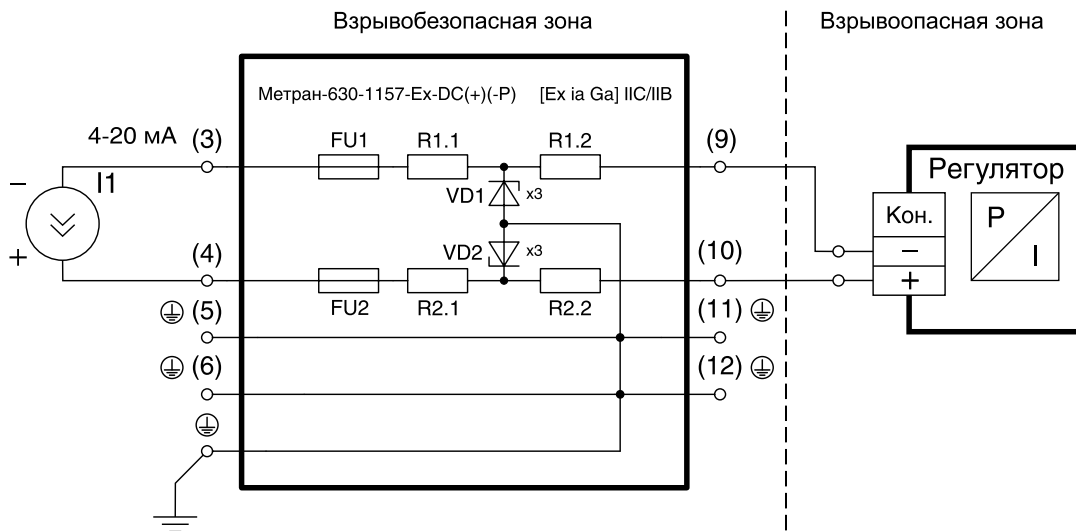 Взрывобезопасная зона
Взрывоопасная зона
Метран-630-1157-Ex-DC(+)(-P) [Ex ia Ga] IIC/IIB
4-20 мА (3)
FU1
R1.1
R1.2
(9)
I1
−
+
VD1 x3
VD2 x3
(4)
FU2
R2.1
R2.2
(10)
(5)
(11)
(6)
(12)
Регулятор
Кон.
−
+
P
I